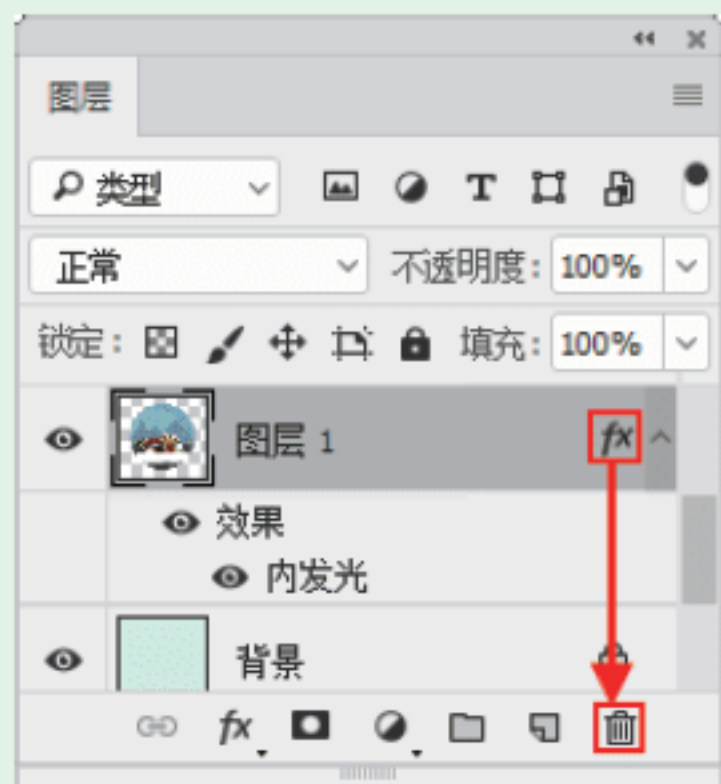 图层
类型 T
正常 不透明度: 100%
锁定: 填充: 100%
图层 1 fx
效果
内发光
背景
fx